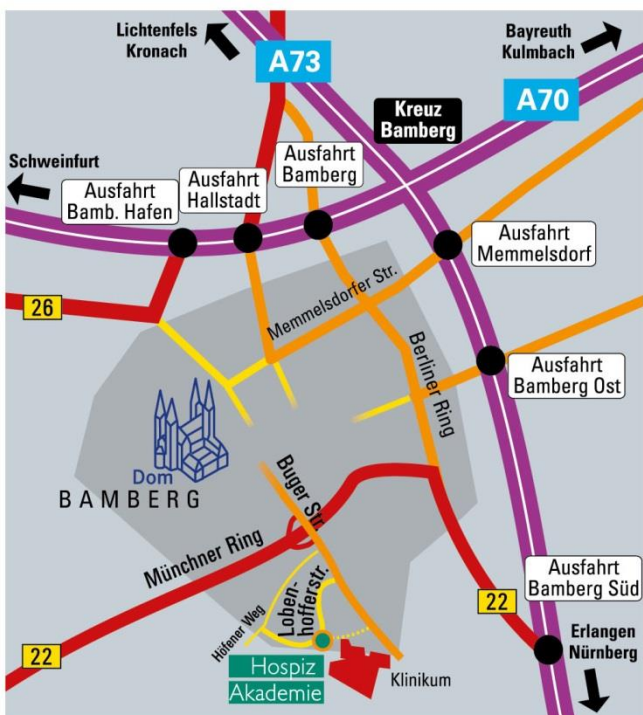 Lichtenfels
Kronach
A73
Bayreuth
Kulmbach
A70
Kreuz
Bamberg
Schweinfurt
Ausfahrt
Bamb. Hafen
Ausfahrt
Hallstadt
Ausfahrt
Bamberg
Ausfahrt
Memmelsdorf
26
Memmelsdorfer Str.
Berliner Ring
Ausfahrt
Bamberg Ost
Dom
BAMBERG
Buger Str.
Münchner Ring
Ausfahrt
Bamberg Süd
Loben-
hofferstr.
Höfener Weg
22
22
Erlangen
Nürnberg
Hospiz
Akademie
Klinikum